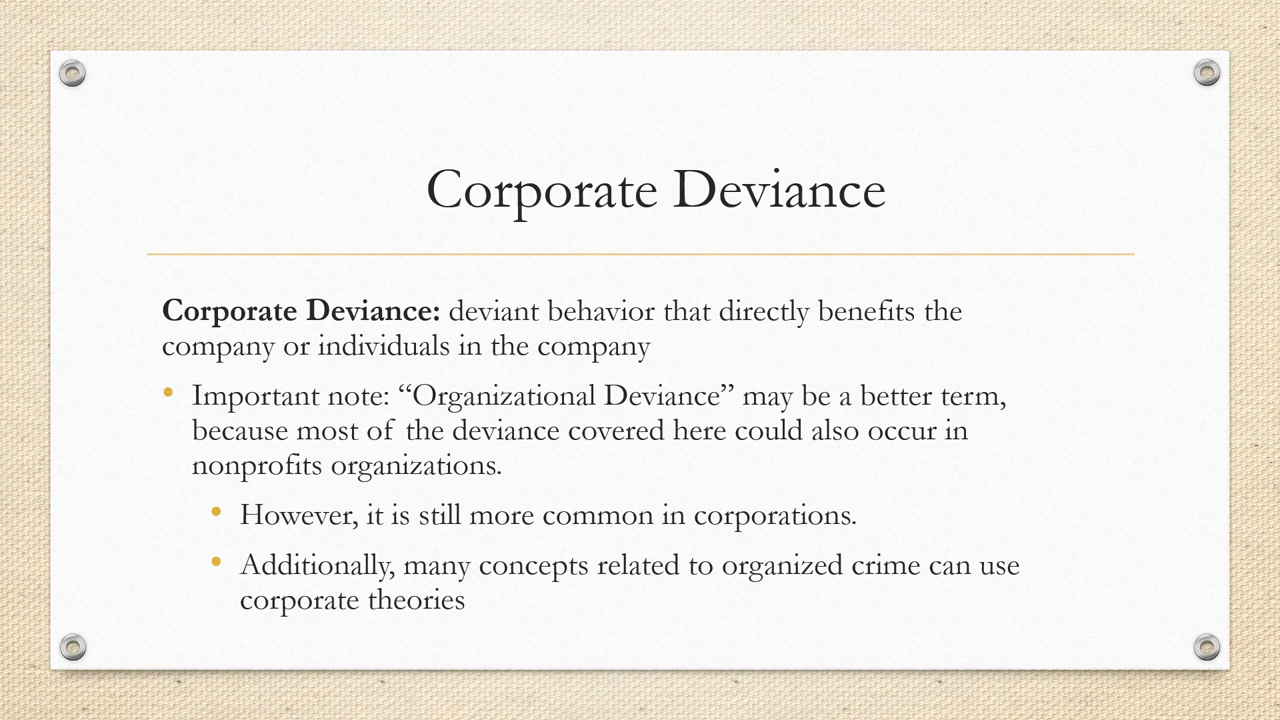 Corporate Deviance
Corporate Deviance: deviant behavior that directly benefits the
company or individuals in the company
• Important note: “Organizational Deviance” may be a better term,
because most of the deviance covered here could also occur in
nonprofits organizations.
• However, it is still more common in corporations.
• Additionally, many concepts related to organized crime can use
corporate theories